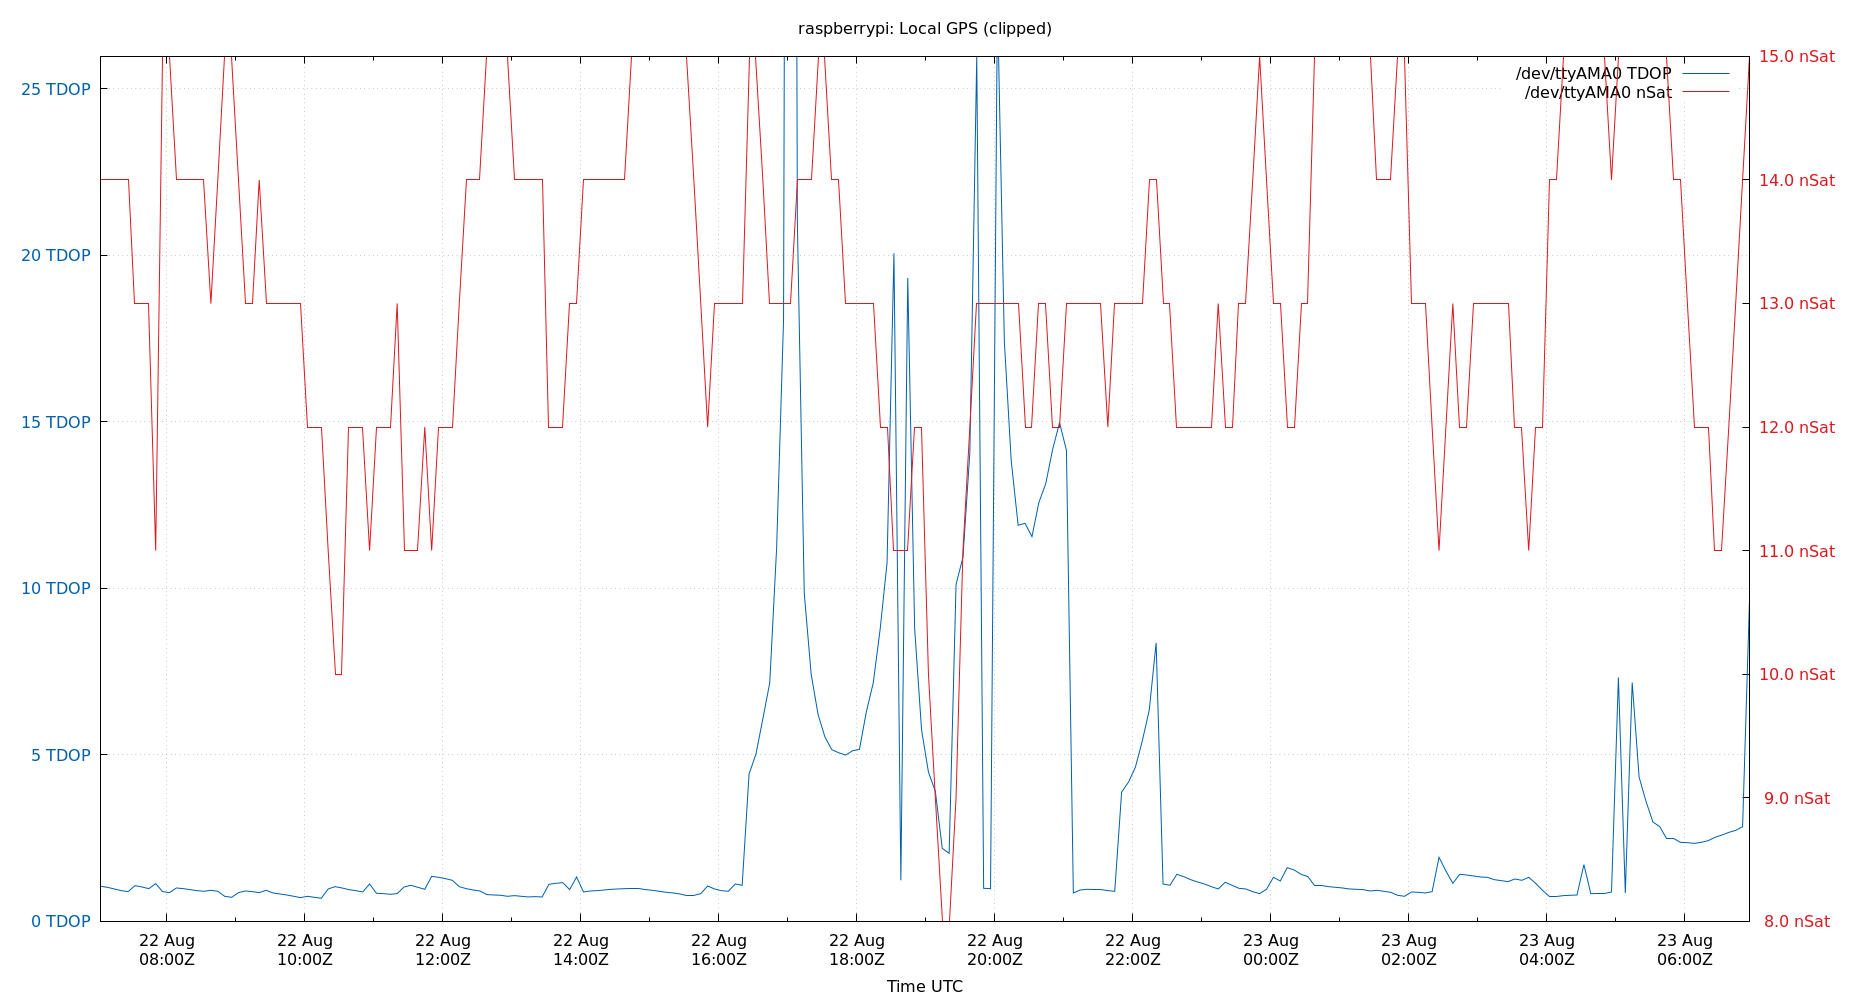 raspberrypi: Local GPS (clipped)
/dev/ttyAMA0 TDOP
/dev/ttyAMA0 nSat
25 TDOP
20 TDOP
15 TDOP
10 TDOP
5 TDOP
0 TDOP
15.0 nSat
14.0 nSat
13.0 nSat
12.0 nSat
11.0 nSat
10.0 nSat
9.0 nSat
8.0 nSat
22 Aug
08:00Z
22 Aug
10:00Z
22 Aug
12:00Z
22 Aug
14:00Z
22 Aug
16:00Z
22 Aug
18:00Z
22 Aug
20:00Z
22 Aug
22:00Z
23 Aug
00:00Z
23 Aug
02:00Z
23 Aug
04:00Z
23 Aug
06:00Z
Time UTC